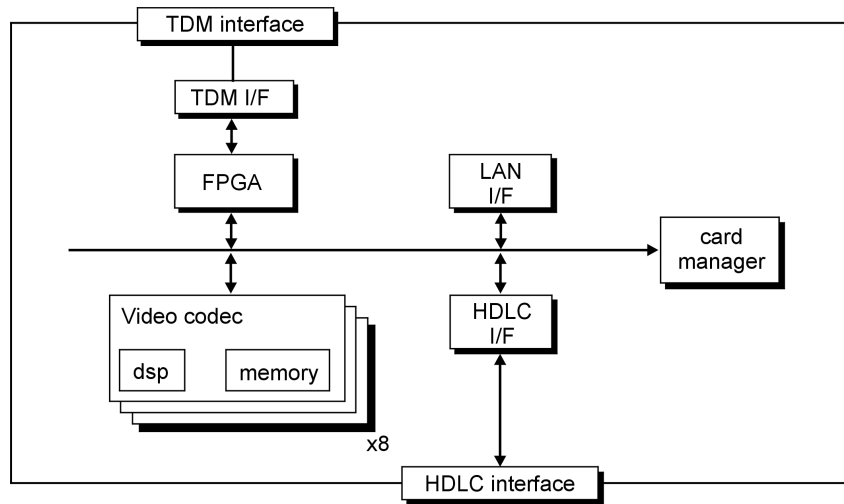 TDM interface
TDM I/F
FPGA
LAN
I/F
card
manager
Video codec
dsp
memory
x8
HDLC
I/F
HDLC interface